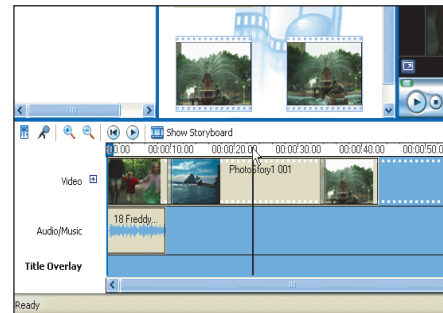 Show Storyboard
0.00 00:00:10.00 00:00:20.00 00:00:30.00 00:00:40.00 00:00:50.0
Video PhotoStory1 001
18 Freddy...
Audio/Music
Title Overlay
Ready